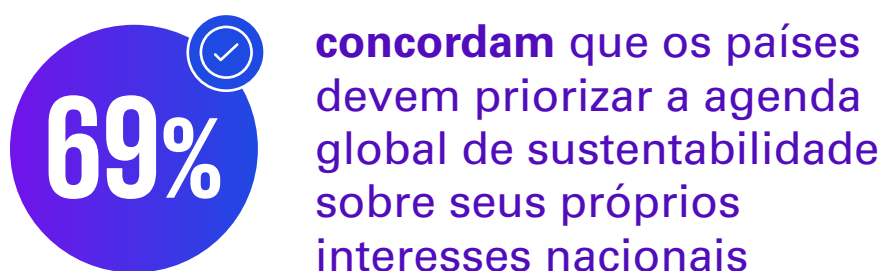 69%
concordam que os países
devem priorizar a agenda
global de sustentabilidade
sobre seus próprios
interesses nacionais